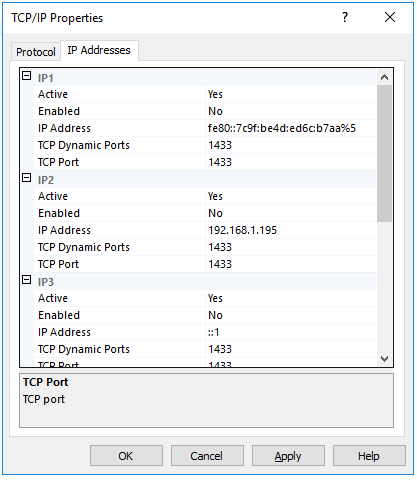 TCP/IP Properties
Protocol IP Addresses
IP1
Active Yes
Enabled No
IP Address fe80::7c9f:be4d:ed6c:b7aa%5
TCP Dynamic Ports 1433
TCP Port 1433
IP2
Active Yes
Enabled No
IP Address 192.168.1.195
TCP Dynamic Ports 1433
TCP Port 1433
IP3
Active Yes
Enabled No
IP Address ::1
TCP Dynamic Ports 1433
TCP Port 1433
TCP Port
TCP port
OK Cancel Apply Help